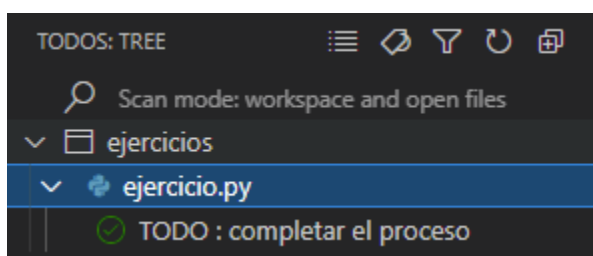 TODOS: TREE
Scan mode: workspace and open files
ejercicios
ejercicio.py
TODO : completar el proceso